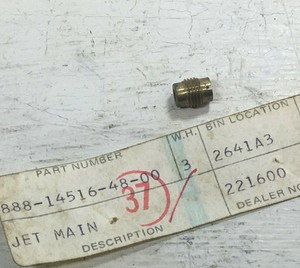 PART NUMBER W.H. BIN LOCATION
888-14516-48-00 3 2641A3
37
JET MAIN 221600
DESCRIPTION DEALER NO